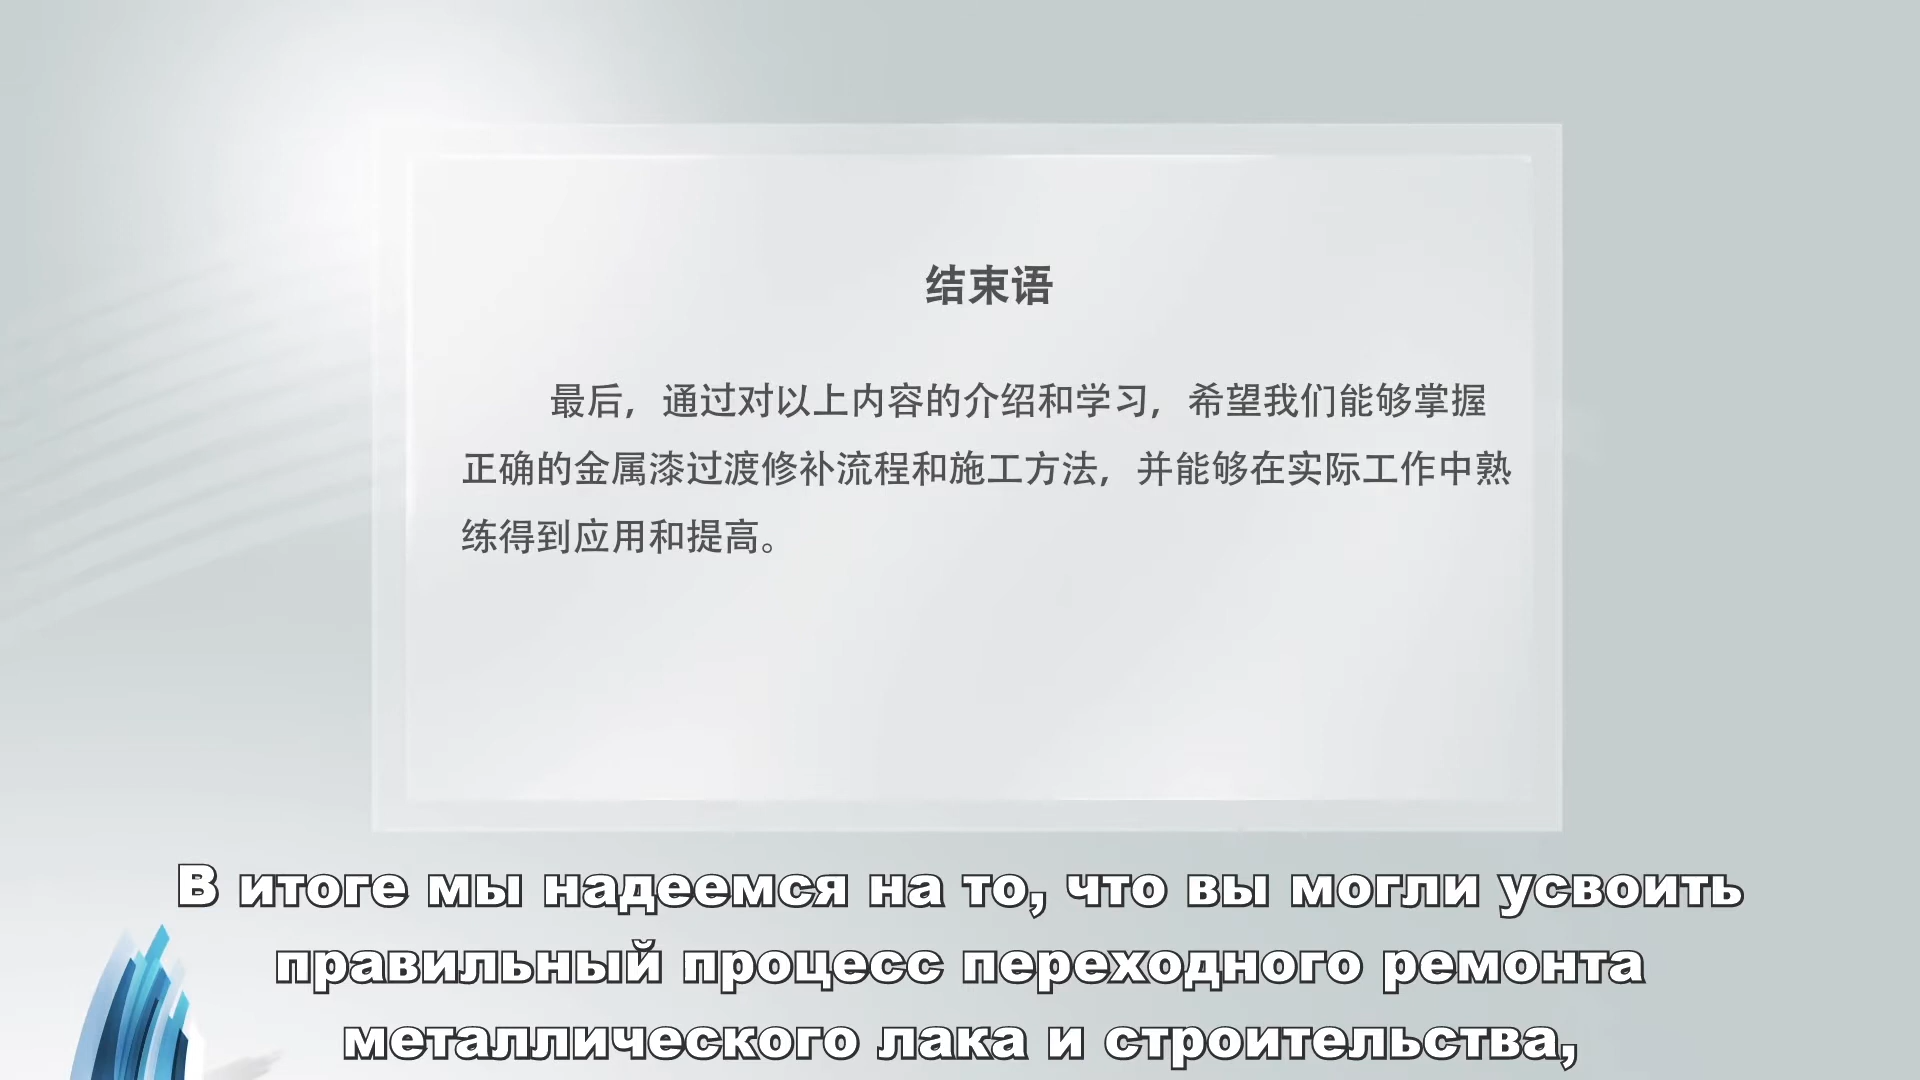 结束语
最后，通过对以上内容的介绍和学习，希望我们能够掌握
正确的金属漆过渡修补流程和施工方法，并能够在实际工作中熟
练得到应用和提高。
В итоге мы надеемся на то, что вы могли усвоить
правильный процесс переходного ремонта
металлического лака и строительства,